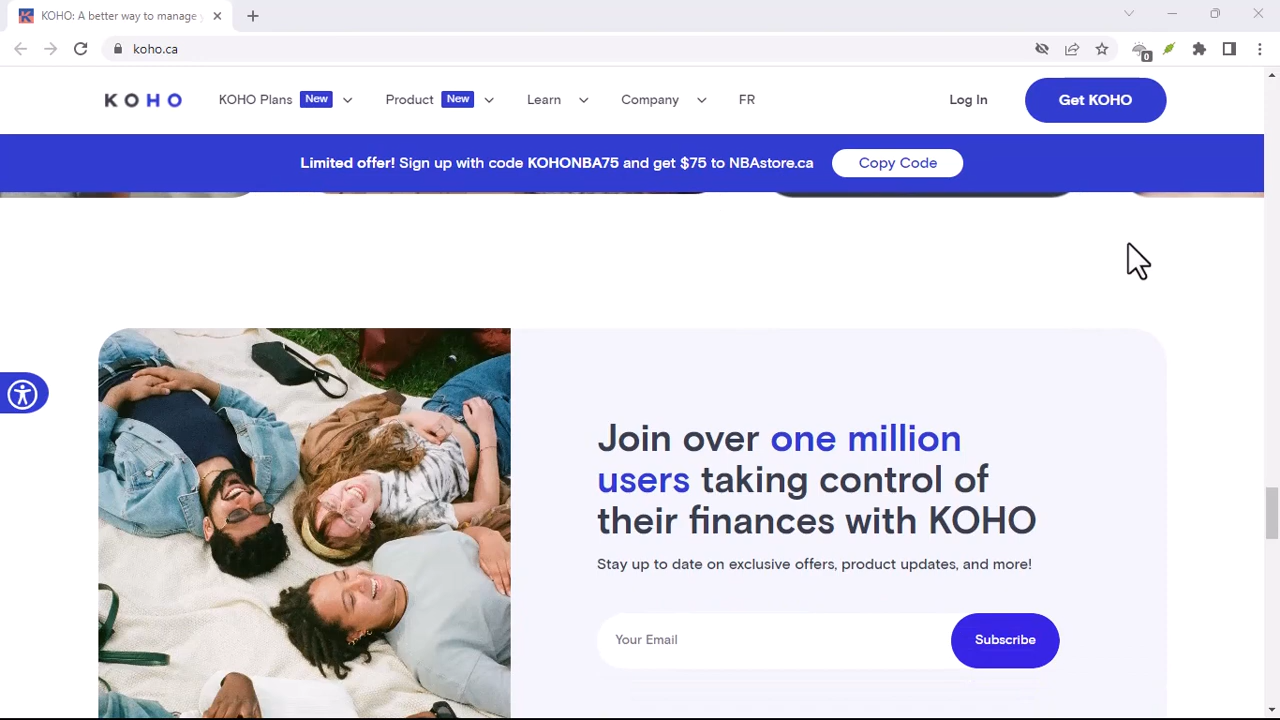 KOHO: A better way to manage
koho.ca
0
KOHO
KOHO Plans New
Product New
Learn
Company
FR
Log In
Get KOHO
Limited offer! Sign up with code KOHONBA75 and get $75 to NBAstore.ca
Copy Code
Join over one million
users taking control of
their finances with KOHO
Stay up to date on exclusive offers, product updates, and more!
Your Email
Subscribe